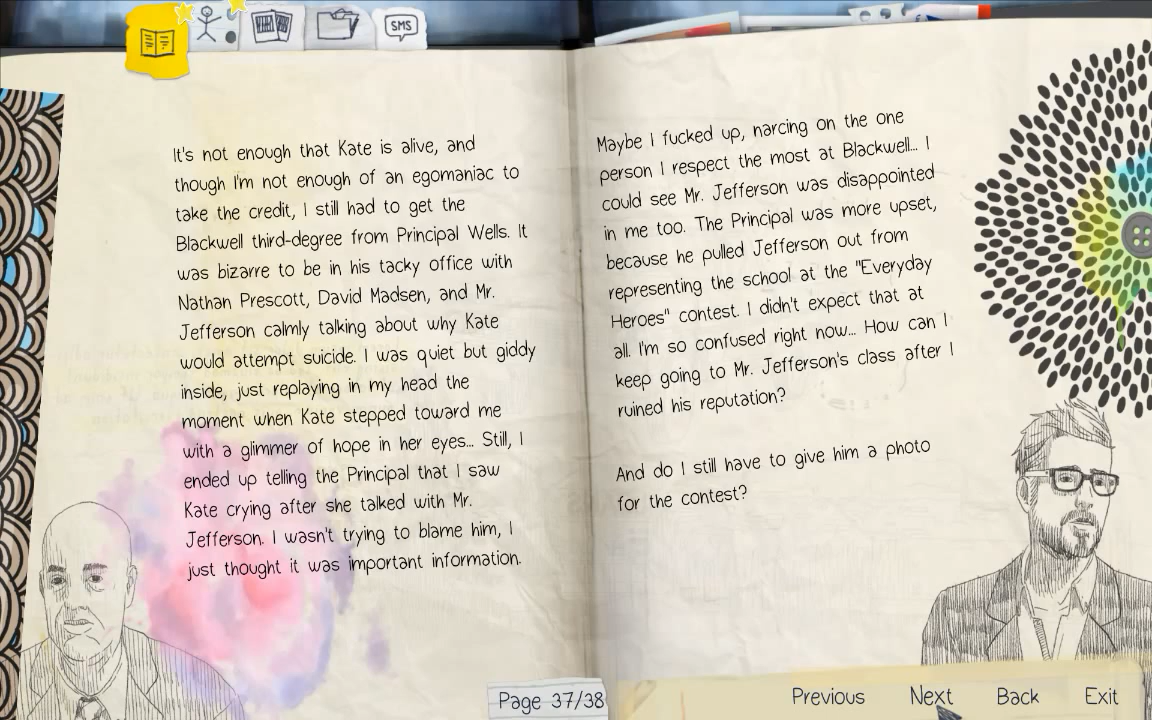 SMS
It's not enough that Kate is alive, and
though I'm not enough of an egomaniac to
take the credit, I still had to get the
Blackwell third-degree from Principal Wells. It
was bizarre to be in his tacky office with
Nathan Prescott, David Madsen, and Mr.
Jefferson calmly talking about why Kate
would attempt suicide. I was quiet but giddy
inside, just replaying in my head the
moment when Kate stepped toward me
with a glimmer of hope in her eyes... Still, I
ended up telling the Principal that I saw
Kate crying after she talked with Mr.
Jefferson. I wasn't trying to blame him, I
just thought it was important information.
Maybe I fucked up, narcing on the one
person I respect the most at Blackwell... I
could see Mr. Jefferson was disappointed
in me too. The Principal was more upset,
because he pulled Jefferson out from
representing the school at the "Everyday
Heroes" contest. I didn't expect that at
all. I'm so confused right now... How can I
keep going to Mr. Jefferson's class after I
ruined his reputation?
And do I still have to give him a photo
for the contest?
Page 37/38
Previous Next Back Exit